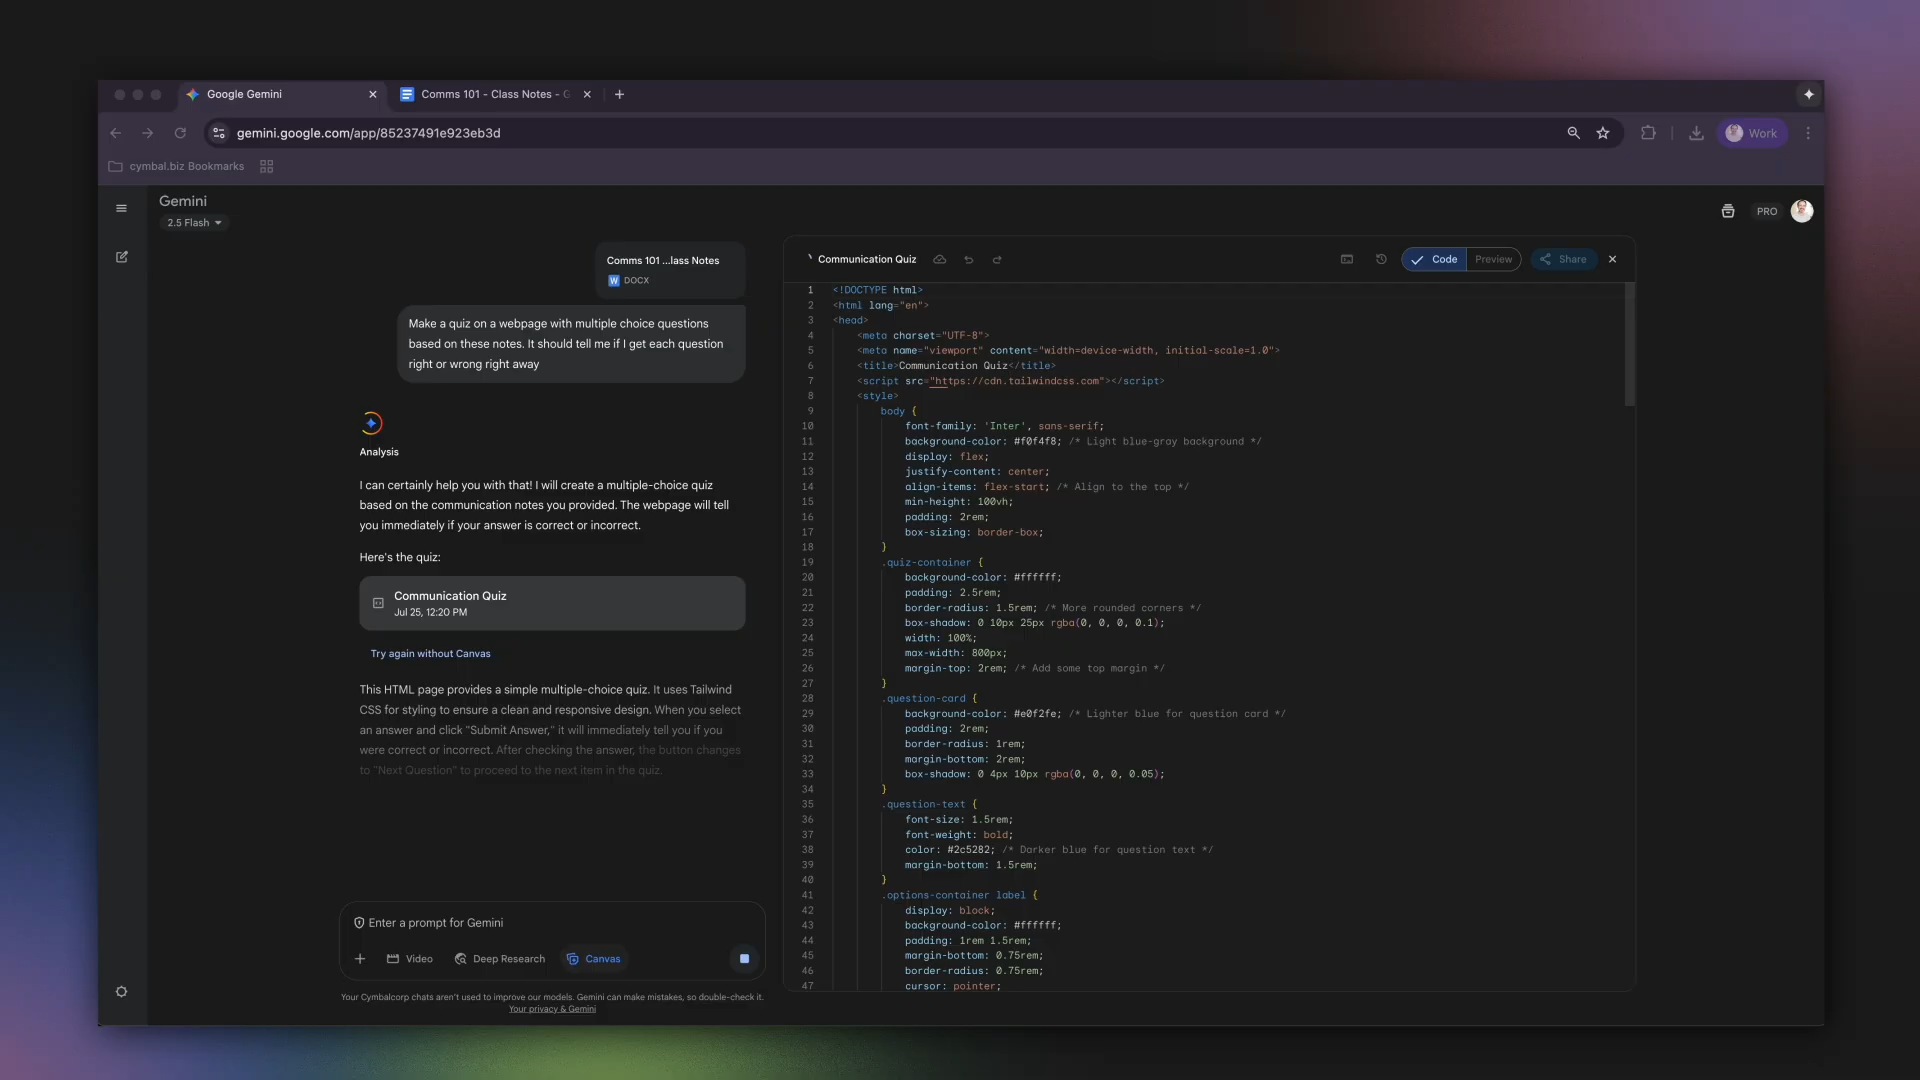 Google Gemini
Comms 101 - Class Notes - G
gemini.google.com/app/85237491e923eb3d
Work
cymbal.biz Bookmarks
Gemini
2.5 Flash
PRO
Comms 101 ...lass Notes
W DOCX
Make a quiz on a webpage with multiple choice questions
based on these notes. It should tell me if I get each question
right or wrong right away
Analysis
I can certainly help you with that! I will create a multiple-choice quiz
based on the communication notes you provided. The webpage will tell
you immediately if your answer is correct or incorrect.
Here's the quiz:
Communication Quiz
Jul 25, 12:20 PM
Try again without Canvas
This HTML page provides a simple multiple-choice quiz. It uses Tailwind
CSS for styling to ensure a clean and responsive design. When you select
an answer and click "Submit Answer," it will immediately tell you if you
were correct or incorrect. After checking the answer, the button changes
to "Next Question" to proceed to the next item in the quiz.
Enter a prompt for Gemini
Video
Deep Research
Canvas
Your Cymbalcorp chats aren't used to improve our models. Gemini can make mistakes, so double-check it.
Your privacy & Gemini
Communication Quiz
Code
Preview
Share
1 <!DOCTYPE html>
2 <html lang="en">
3 <head>
4 <meta charset="UTF-8">
5 <meta name="viewport" content="width=device-width, initial-scale=1.0">
6 <title>Communication Quiz</title>
7 <script src="https://cdn.tailwindcss.com"></script>
8 <style>
9 body {
10 font-family: 'Inter', sans-serif;
11 background-color: #f0f4f8; /* Light blue-gray background */
12 display: flex;
13 justify-content: center;
14 align-items: flex-start; /* Align to the top */
15 min-height: 100vh;
16 padding: 2rem;
17 box-sizing: border-box;
18 }
19 .quiz-container {
20 background-color: #ffffff;
21 padding: 2.5rem;
22 border-radius: 1.5rem; /* More rounded corners */
23 box-shadow: 0 10px 25px rgba(0, 0, 0, 0.1);
24 width: 100%;
25 max-width: 800px;
26 margin-top: 2rem; /* Add some top margin */
27 }
28 .question-card {
29 background-color: #e0f2fe; /* Lighter blue for question card */
30 padding: 2rem;
31 border-radius: 1rem;
32 margin-bottom: 2rem;
33 box-shadow: 0 4px 10px rgba(0, 0, 0, 0.05);
34 }
35 .question-text {
36 font-size: 1.5rem;
37 font-weight: bold;
38 color: #2c5282; /* Darker blue for question text */
39 margin-bottom: 1.5rem;
40 }
41 .options-container label {
42 display: block;
43 background-color: #ffffff;
44 padding: 1rem 1.5rem;
45 margin-bottom: 0.75rem;
46 border-radius: 0.75rem;
47 cursor: pointer;